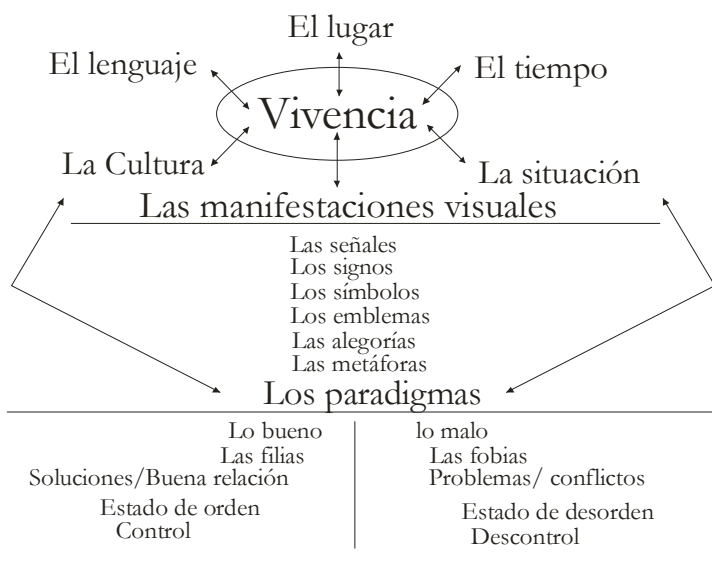 El lugar
El lenguaje
El tiempo
Vivencia
La Cultura
La situación
Las manifestaciones visuales
Las señales
Los signos
Los símbolos
Los emblemas
Las alegorías
Las metáforas
Los paradigmas
Lo bueno
lo malo
Las filias
Las fobias
Soluciones/Buena relación
Problemas/ conflictos
Estado de orden
Estado de desorden
Control
Descontrol